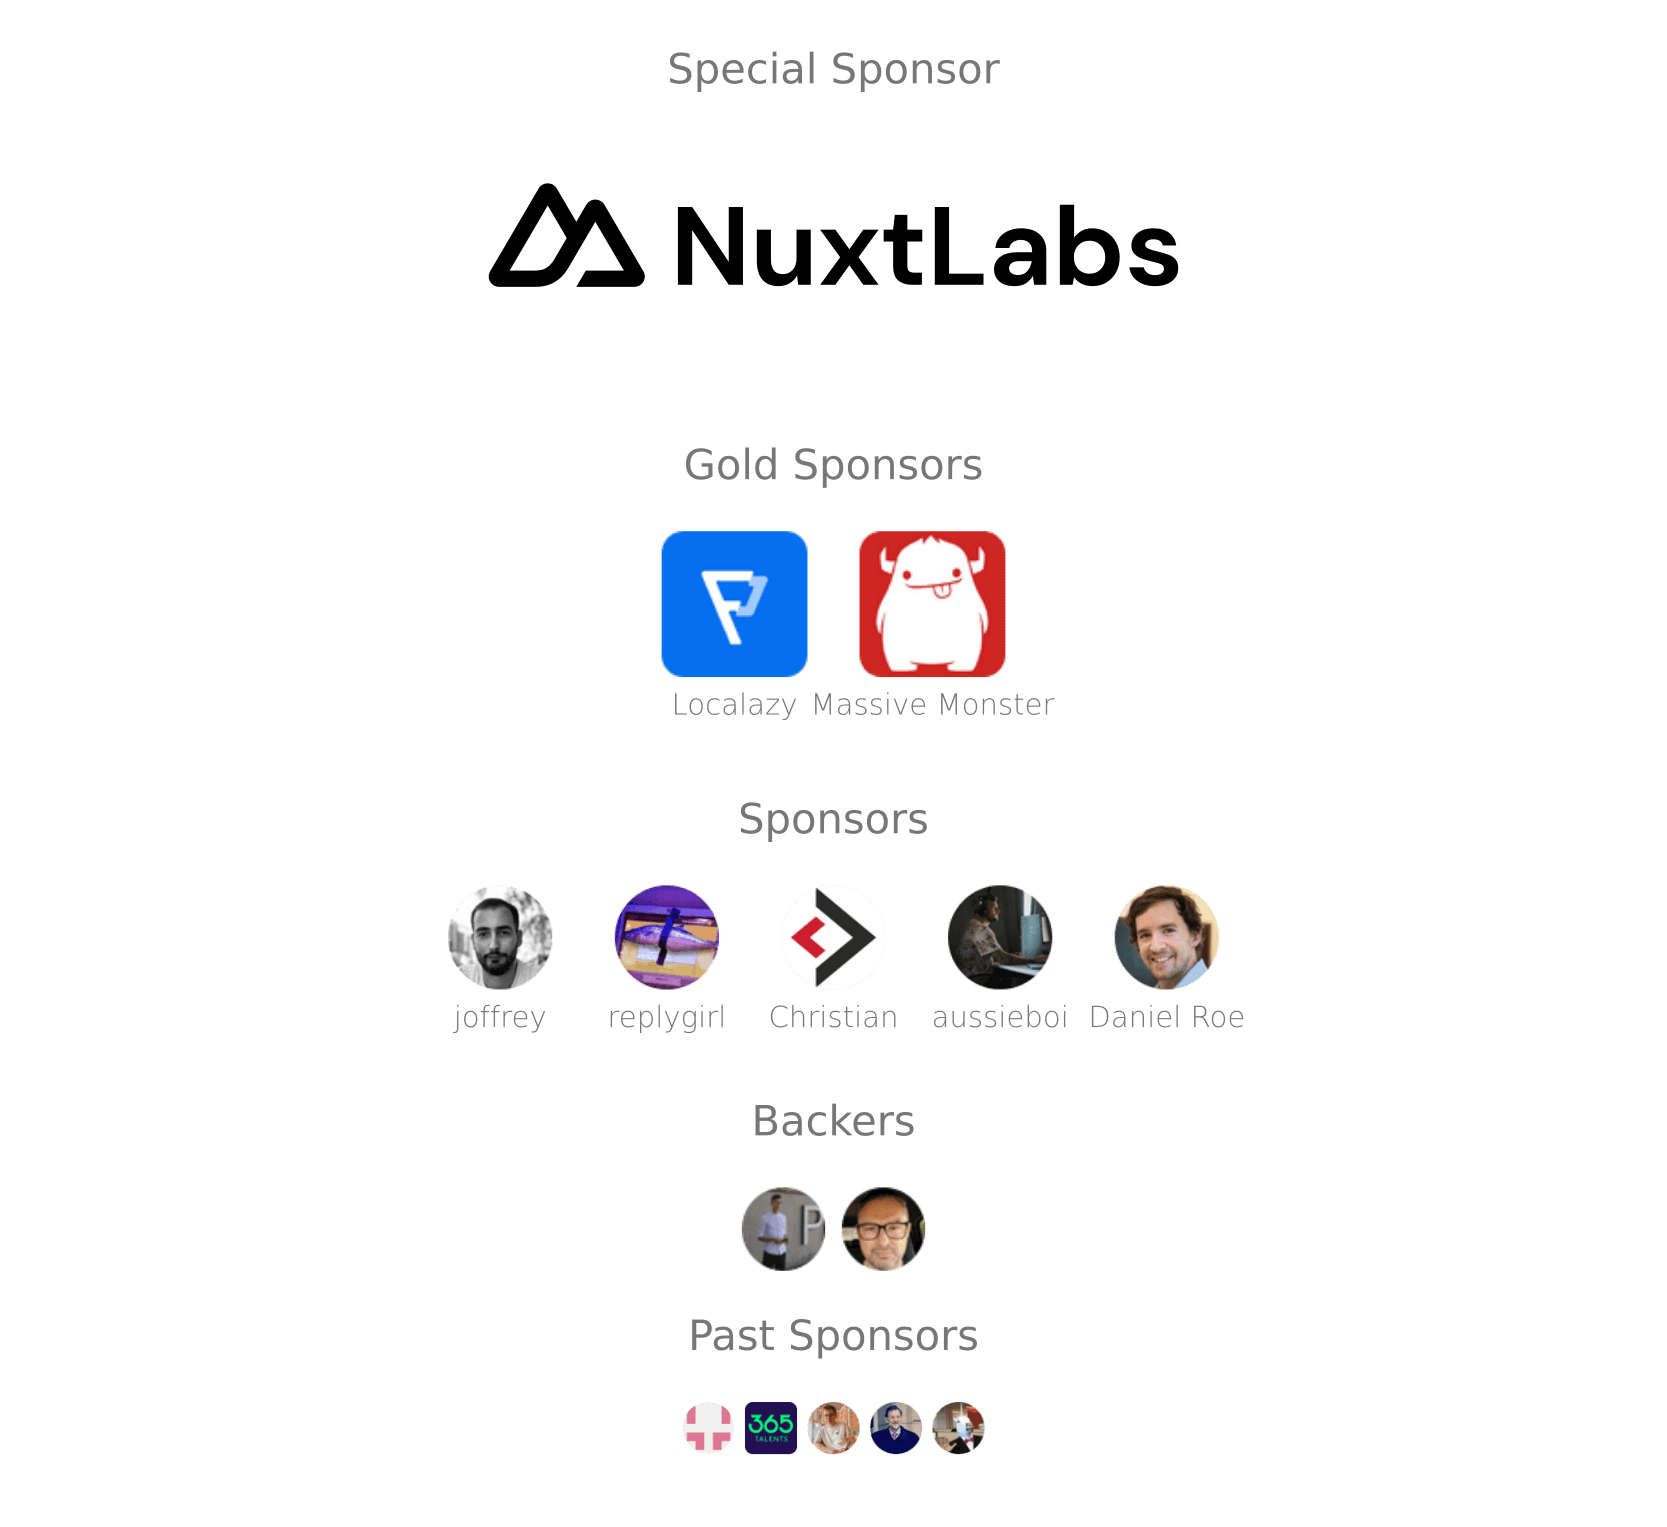 Special Sponsor
NuxtLabs
Gold Sponsors
Localazy Massive Monster
Sponsors
joffrey replygirl Christian aussieboi Daniel Roe
Backers
P
Past Sponsors
365
TALENTS